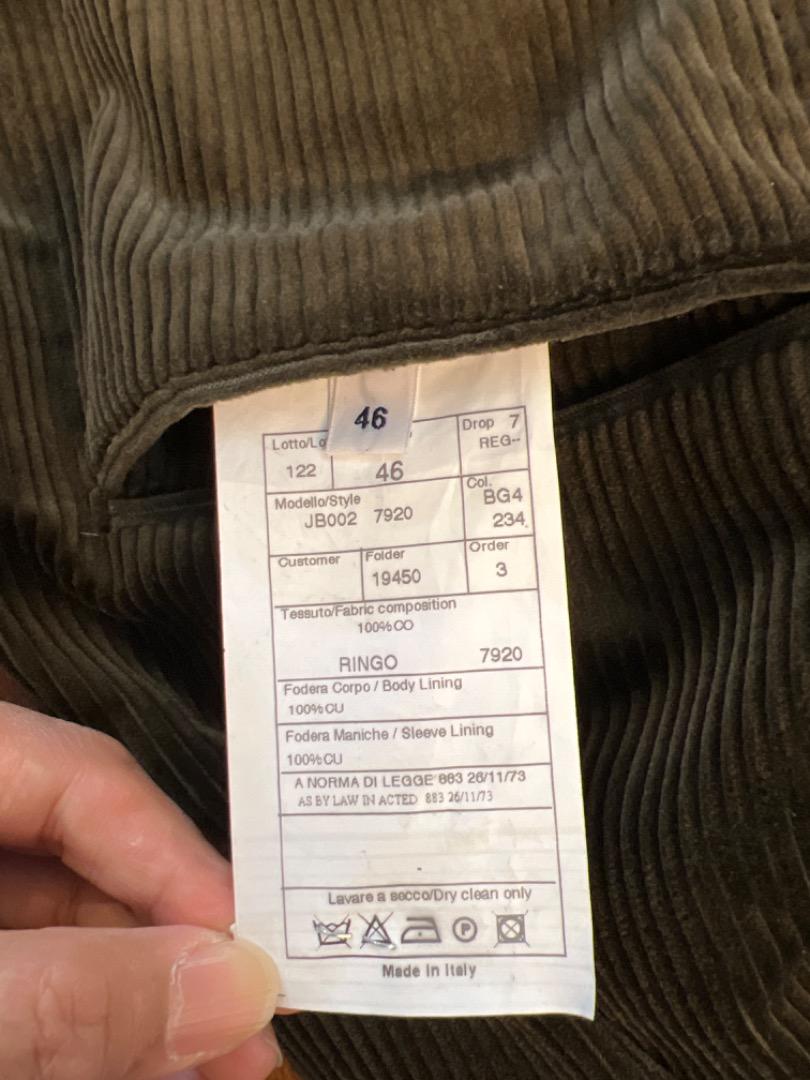 46
Lotto/Lo
Drop 7
REG--
122
46
Modello/Style
JB002 7920
Col.
BG4
234
Customer
Folder
19450
Order
3
Tessuto/Fabric composition
100%CO
RINGO 7920
Fodera Corpo / Body Lining
100%CU
Fodera Maniche / Sleeve Lining
100%CU
A NORMA DI LEGGE 883 26/11/73
AS BY LAW IN ACTED 883 26/11/73
Lavare a secco/Dry clean only
P
Made in Italy